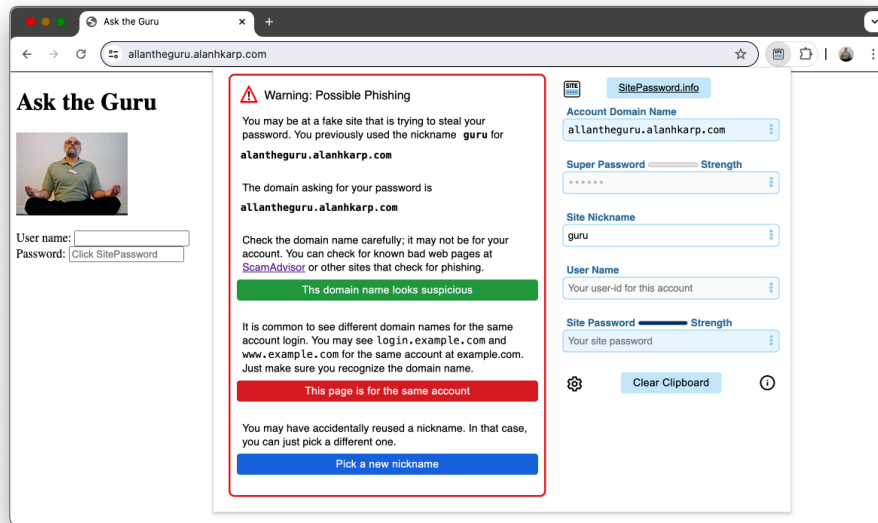 Ask the Guru
allantheguru.alanhkarp.com
Ask the Guru
User name:
Password: Click SitePassword
Warning: Possible Phishing
You may be at a fake site that is trying to steal your
password. You previously used the nickname guru for
alantheguru.alanhkarp.com
The domain asking for your password is
allantheguru.alanhkarp.com
Check the domain name carefully; it may not be for your
account. You can check for known bad web pages at
ScamAdvisor or other sites that check for phishing.
Ths domain name looks suspicious
It is common to see different domain names for the same
account login. You may see login.example.com and
www.example.com for the same account at example.com.
Just make sure you recognize the domain name.
This page is for the same account
You may have accidentally reused a nickname. In that case,
you can just pick a different one.
Pick a new nickname
SITE
SitePassword.info
Account Domain Name
allantheguru.alanhkarp.com
Super Password Strength
Site Nickname
guru
User Name
Your user-id for this account
Site Password Strength
Your site password
Clear Clipboard